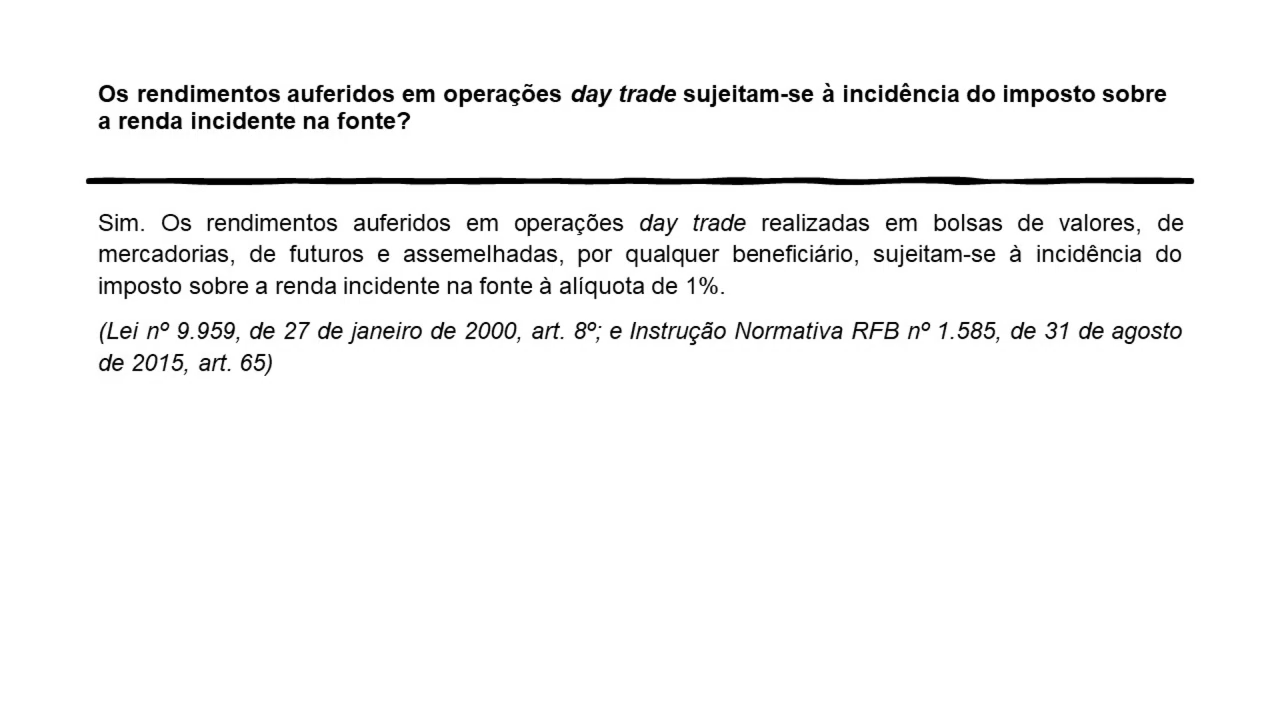 Os rendimentos auferidos em operações day trade sujeitam-se à incidência do imposto sobre
a renda incidente na fonte?
Sim. Os rendimentos auferidos em operações day trade realizadas em bolsas de valores, de
mercadorias, de futuros e assemelhadas, por qualquer beneficiário, sujeitam-se à incidência do
imposto sobre a renda incidente na fonte à alíquota de 1%.
(Lei nº 9.959, de 27 de janeiro de 2000, art. 8º; e Instrução Normativa RFB nº 1.585, de 31 de agosto
de 2015, art. 65)